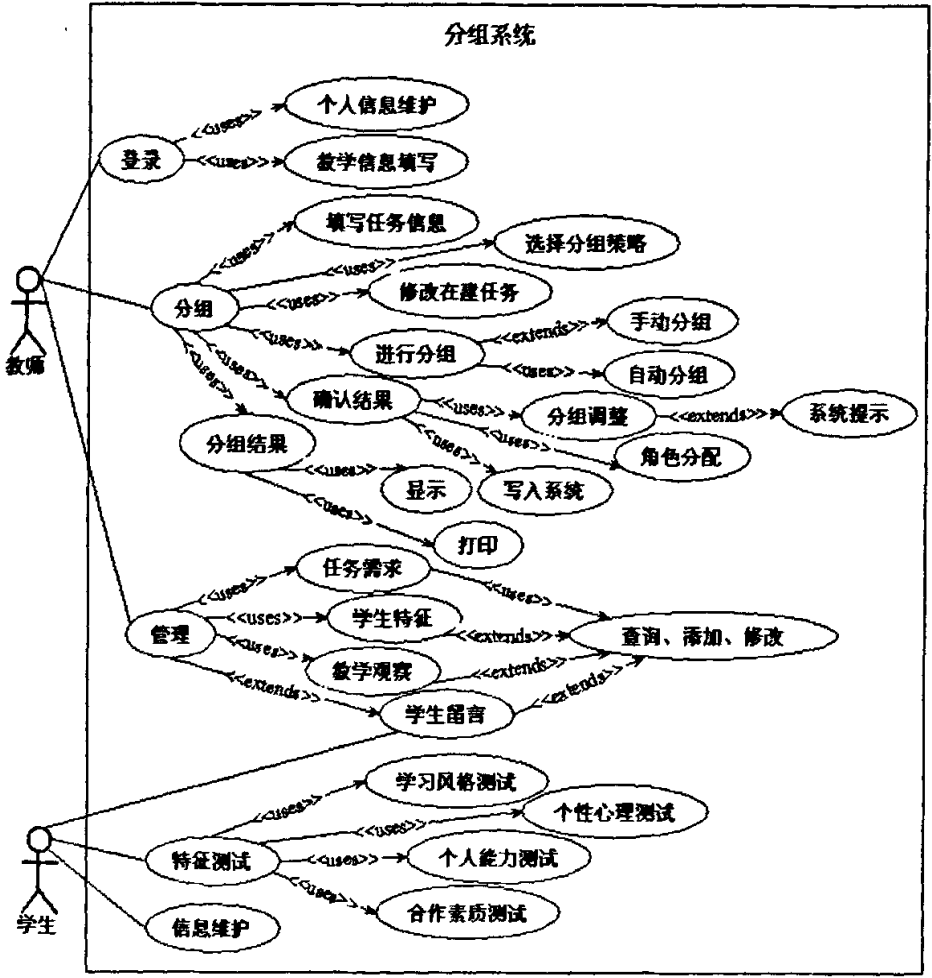 分组系统
个人信息维护
<<uses>>
登录
<<uses>>
教学信息填写
填写任务信息
<<uses>>
选择分组策略
<<uses>>
分组
<<uses>>
修改在建任务
手动分组
<<extends>>
<<uses>>
进行分组
教师
<<uses>>
自动分组
<<uses>>
<<uses>>
确认结果
<<uses>>
分组调整
<<extends>>
系统提示
分组结果
<<uses>>
角色分配
<<uses>>
<<uses>>
显示
写入系统
<<uses>>
打印
任务需求
<<uses>>
<<uses>>
<<uses>>
学生特征
管理
<<extends>>
查询、添加、修改
<<uses>>
教学观察
<<extends>>
<<extends>>
<<extends>>
学生留言
学习风格测试
<<uses>>
个性心理测试
<<uses>>
特征测试
<<uses>>
个人能力测试
<<uses>>
合作素质测试
学生
信息维护